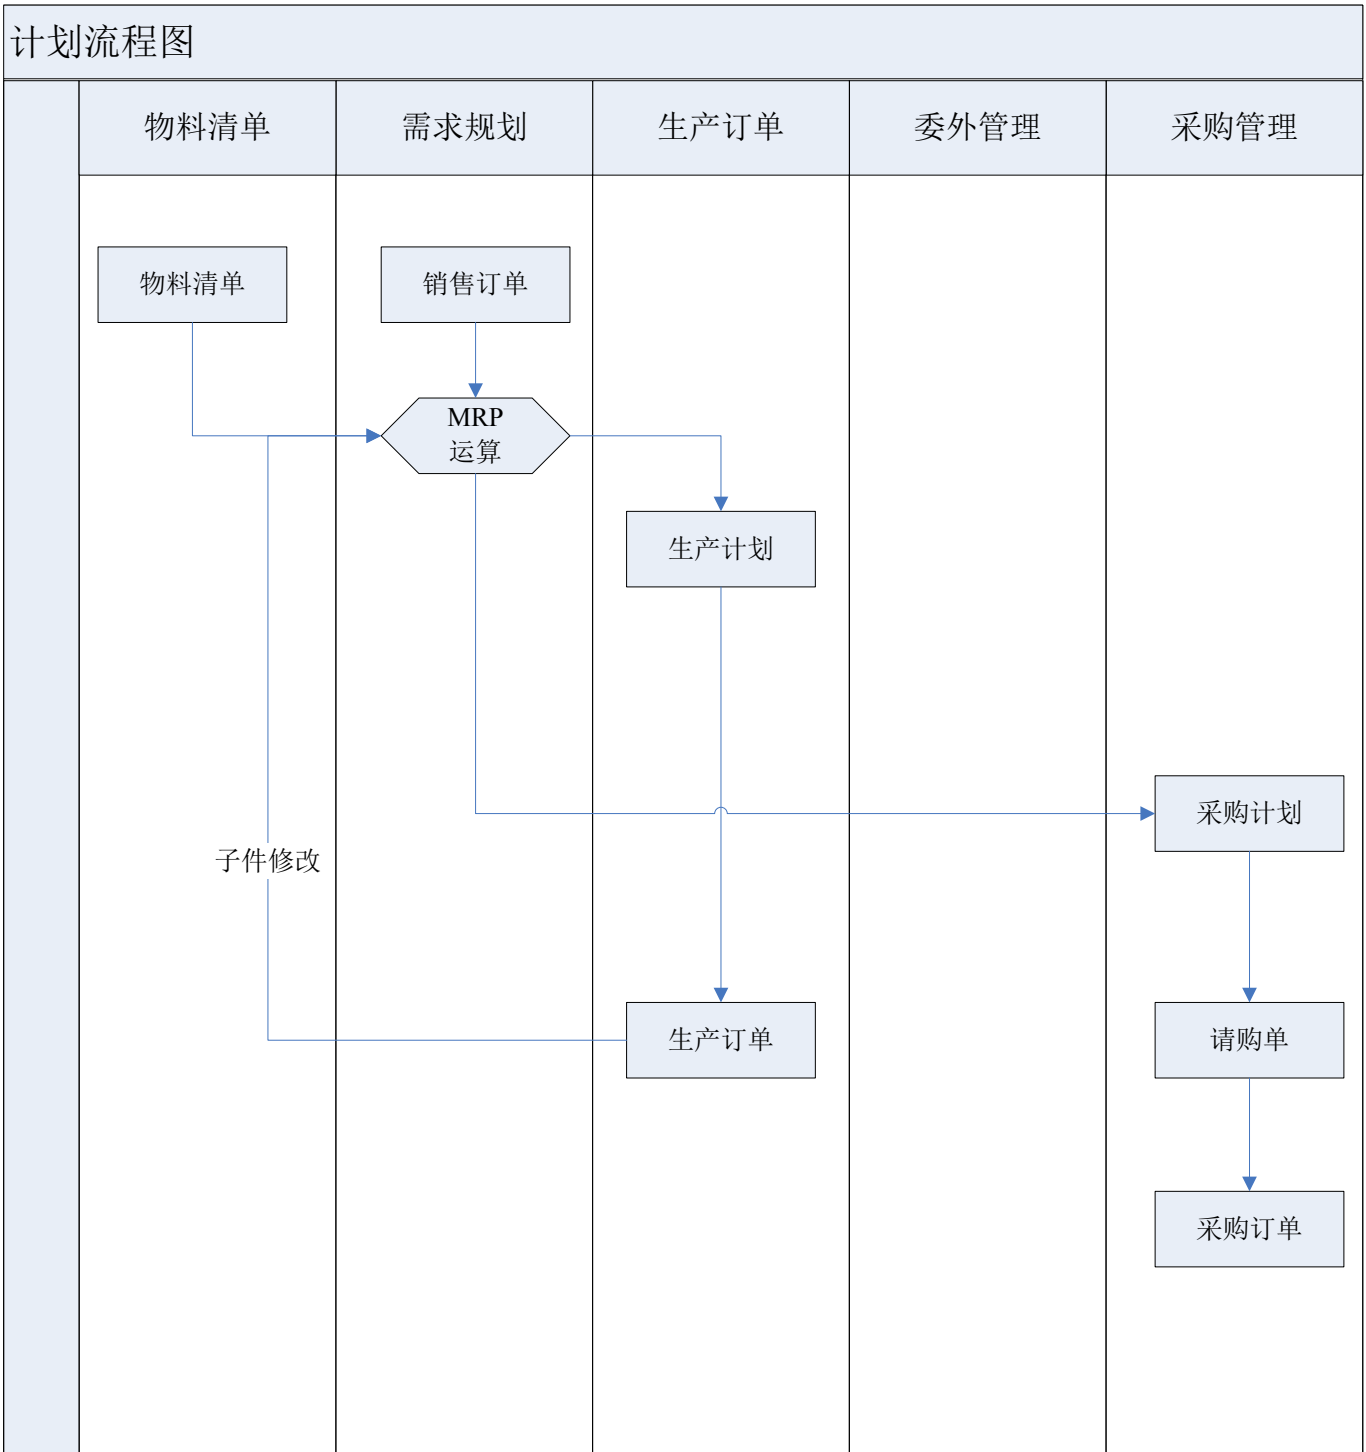 计划流程图
物料清单
需求规划
生产订单
委外管理
采购管理
物料清单
销售订单
MRP
运算
生产计划
采购计划
子件修改
生产订单
请购单
采购订单